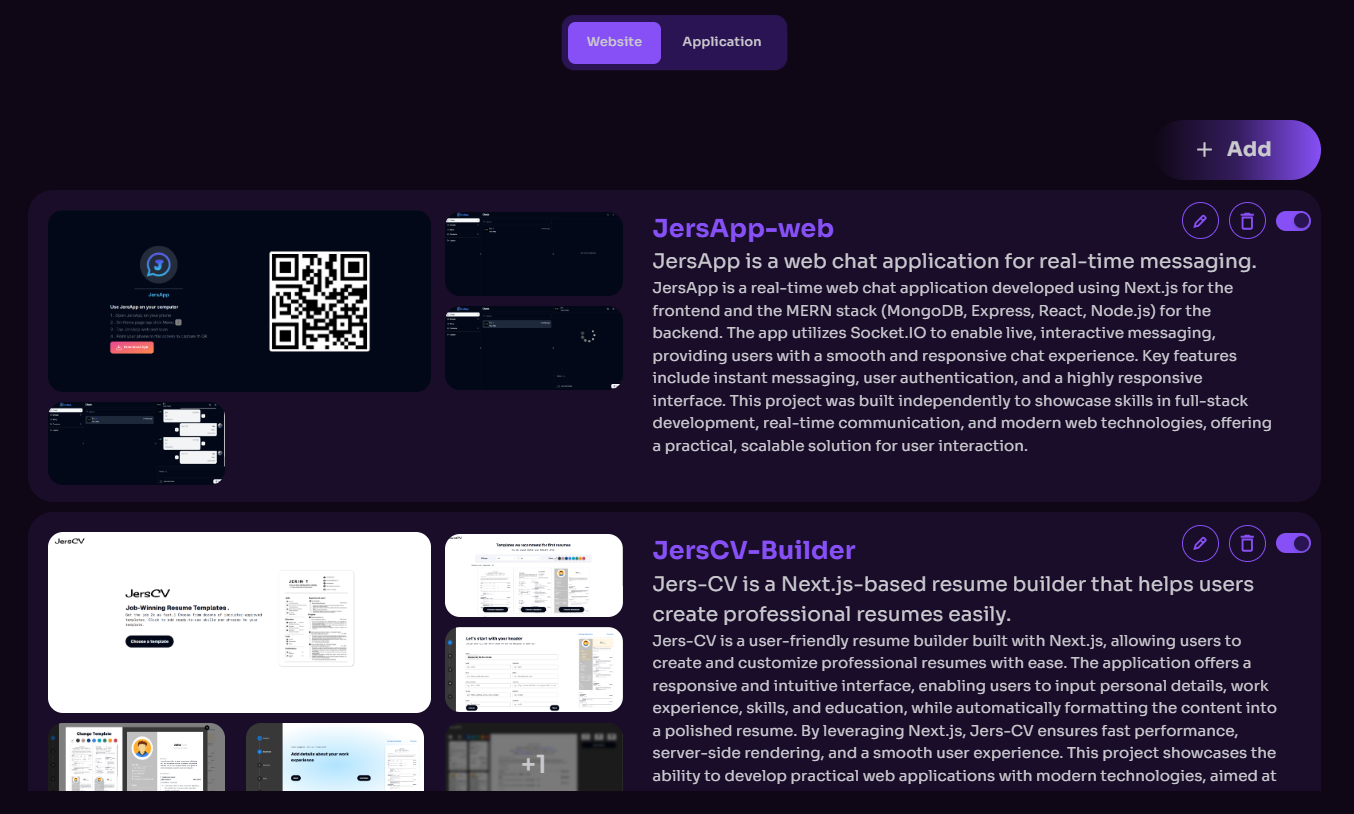 Website
Application
+ Add
JersApp-web
JersApp is a web chat application for real-time messaging.
JersApp is a real-time web chat application developed using Next.js for the
frontend and the MERN stack (MongoDB, Express, React, Node.js) for the
backend. The app utilizes Socket.IO to enable live, interactive messaging,
providing users with a smooth and responsive chat experience. Key features
include instant messaging, user authentication, and a highly responsive
interface. This project was built independently to showcase skills in full-stack
development, real-time communication, and modern web technologies, offering
a practical, scalable solution for user interaction.
JersApp
Use JersApp on your computer
JersCV-Builder
Jers-CV is a Next.js-based resume builder that helps users
create professional resumes easily.
Jers-CV is a user-friendly resume builder built with Next.js, allowing users to
create and customize professional resumes with ease. The application offers a
responsive and intuitive interface, enabling users to input personal details, work
experience, skills, and education, while automatically formatting the content into
a polished resume. By leveraging Next.js, Jers-CV ensures fast performance,
server-side rendering, and a smooth user experience. This project showcases the
ability to develop practical web applications with modern technologies, aimed at
JersCV
JersCV
Job-Winning Resume Templates.
Choose a template
Templates we recommend for first resumes
Let's start with your header
Change Template
Add details about your work
experience
+1